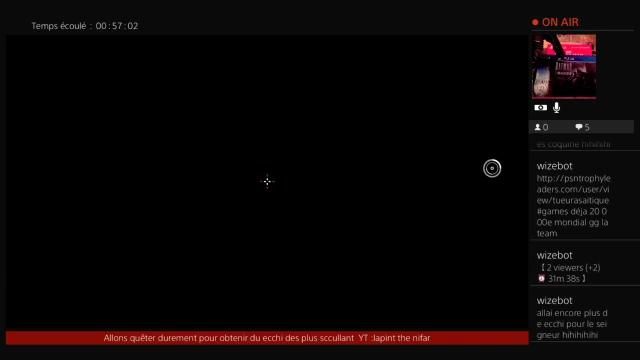 Temps écoulé : 00:57:02
ON AIR
0
5
es coquine hihihihi
wizebot
http://psntrophyle
aders.com/user/vi
ew/tueurasaitique
#games déja 20 0
00e mondial gg la
team
wizebot
【 2 viewers (+2)
31m 38s 】
wizebot
allai encore plus d
e ecchi pour le sei
gneur hihihihihi
Allons quêter durement pour obtenir du ecchi des plus sccullant YT :lapint the nifar